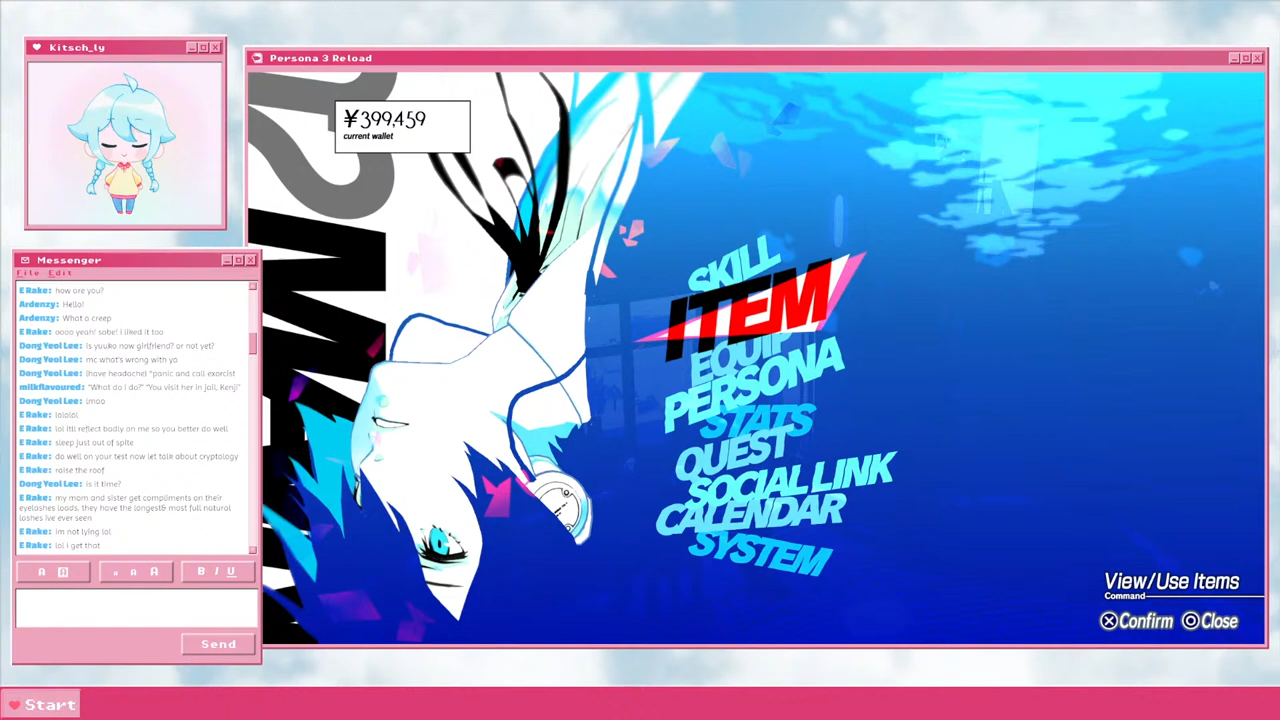 Kitsch_ly
Persona 3 Reload
¥399,459
current wallet
SKILL
ITEM
EQUIP
PERSONA
STATS
QUEST
SOCIAL LINK
CALENDAR
SYSTEM
View/Use Items
Command
Confirm Close
Messenger
File Edit
E Rake: how are you?
Ardenzy: Hello!
Ardenzy: What a creep
E Rake: oooo yeah! sobe! i liked it too
Dong Yeol Lee: is yuuko now girlfriend? or not yet?
Dong Yeol Lee: mc what's wrong with ya
Dong Yeol Lee: (have headache) *panic and call exorcist
milkflavoured: "What do I do?" "You visit her in jail, Kenji"
Dong Yeol Lee: lmao
E Rake: lololol
E Rake: lol itll reflect badly on me so you better do well
E Rake: sleep just out of spite
E Rake: do well on your test now let talk about cryptology
E Rake: raise the roof
Dong Yeol Lee: is it time?
E Rake: my mom and sister get compliments on their
eyelashes loads, they have the longest& most full natural
lashes ive ever seen
E Rake: im not lying lol
E Rake: lol i get that
A A a A A B I U
Send
Start